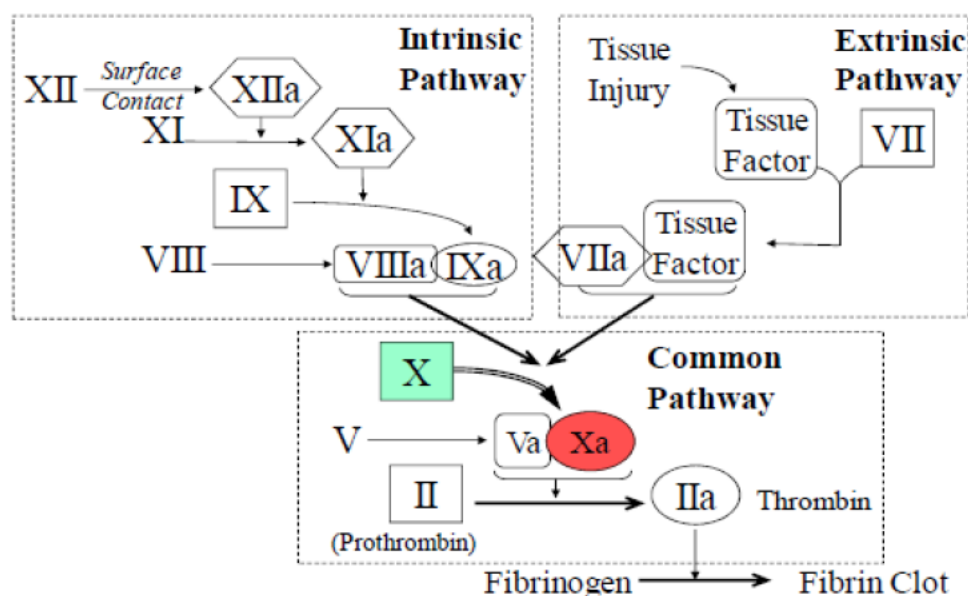 Intrinsic
Pathway
XII
Surface
Contact
XIIa
XI
XIa
IX
VIII
VIIIa
IXa
Extrinsic
Pathway
Tissue
Injury
Tissue
Factor
VII
VIIa
Tissue
Factor
Common
Pathway
X
V
Va
Xa
II
(Prothrombin)
IIa
Thrombin
Fibrinogen
Fibrin Clot